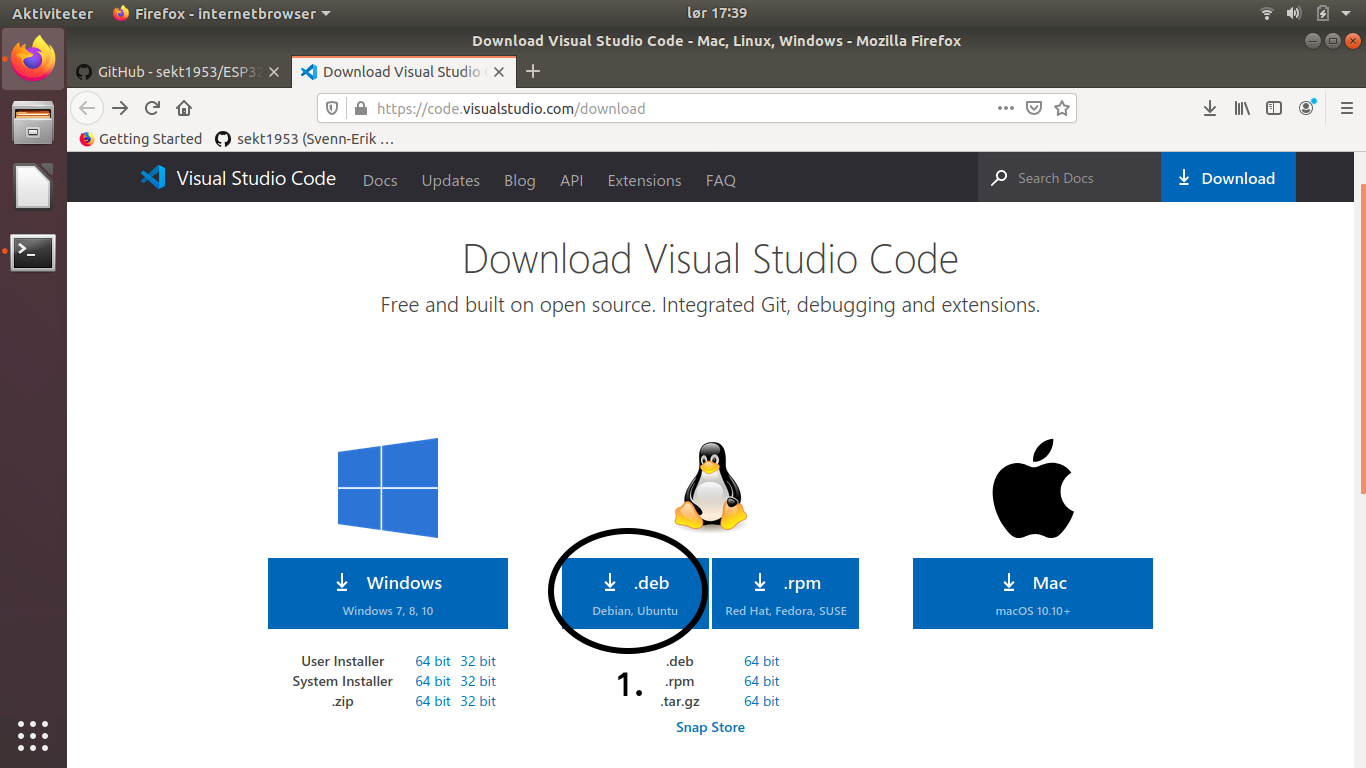 Aktiviteter Firefox - internetbrowser lør 17:39
Download Visual Studio Code - Mac, Linux, Windows - Mozilla Firefox
GitHub - sekt1953/ESP32 Download Visual Studio C
https://code.visualstudio.com/download
Getting Started sekt1953 (Svenn-Erik …
Visual Studio Code Docs Updates Blog API Extensions FAQ Search Docs Download
Download Visual Studio Code
Free and built on open source. Integrated Git, debugging and extensions.
Windows .deb .rpm Mac
Windows 7, 8, 10 Debian, Ubuntu Red Hat, Fedora, SUSE macOS 10.10+
User Installer 64 bit 32 bit .deb 64 bit
System Installer 64 bit 32 bit 1. .rpm 64 bit
.zip 64 bit 32 bit .tar.gz 64 bit
Snap Store